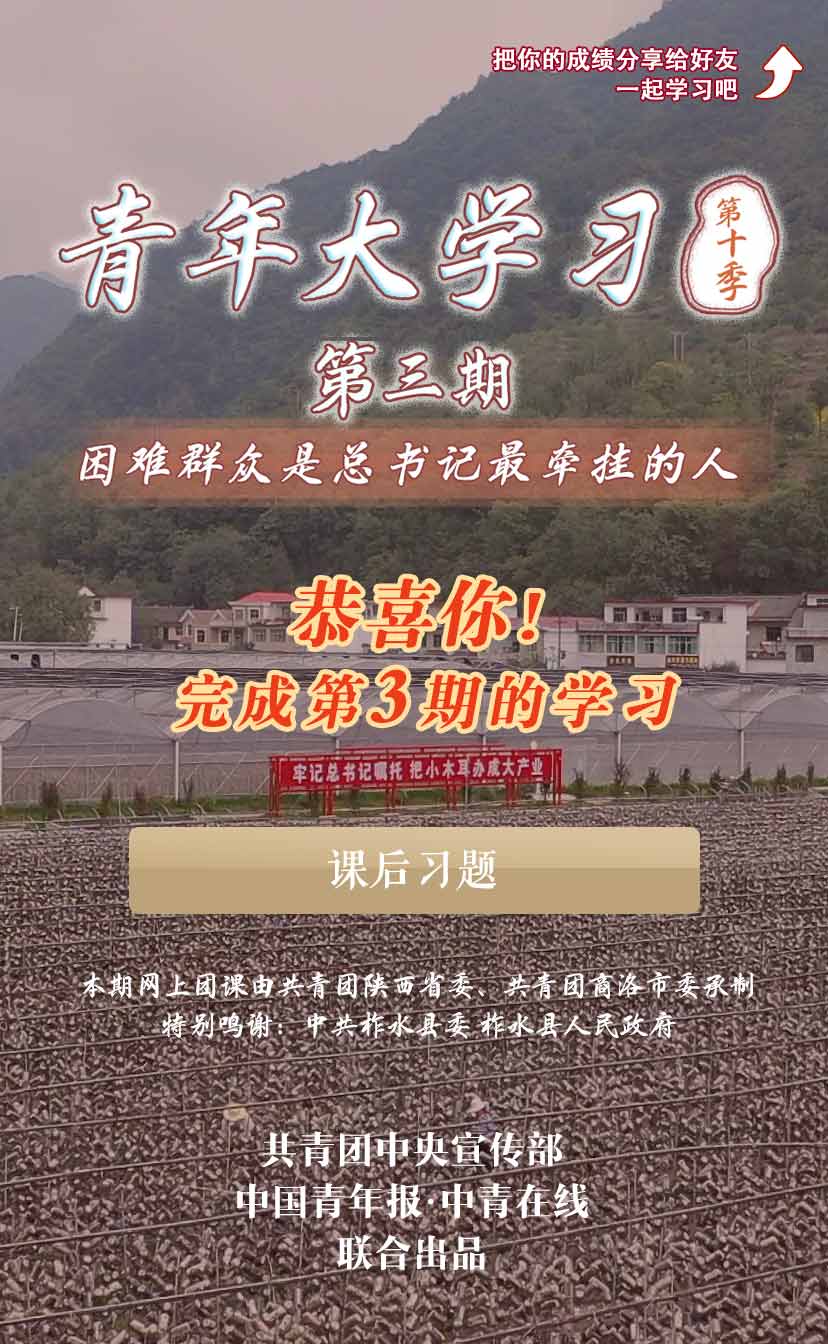 把你的成绩分享给好友
一起学习吧
青年大学习
第十季
第三期
困难群众是总书记最牵挂的人
恭喜你!
完成第3期的学习
牢记总书记嘱托 把小木耳办成大产业
课后习题
本期网上团课由共青团陕西省委、共青团商洛市委承制
特别鸣谢：中共柞水县委 柞水县人民政府
共青团中央宣传部
中国青年报·中青在线
联合出品